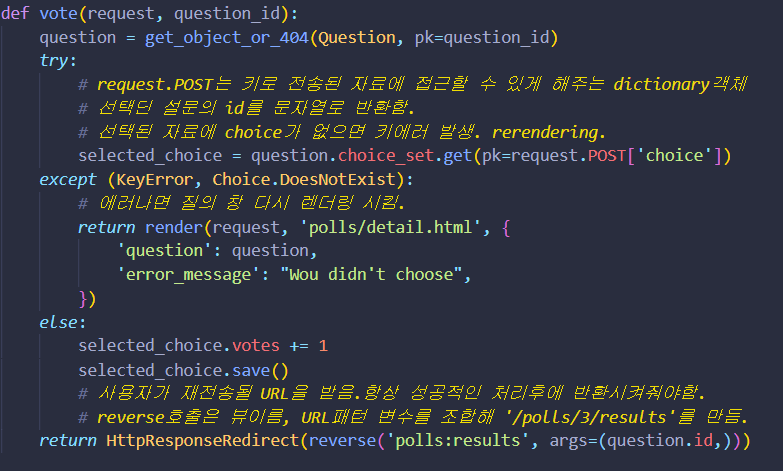 def vote(request, question_id):
    question = get_object_or_404(Question, pk=question_id)
    try:
        # request.POST는 키로 전송된 자료에 접근할 수 있게 해주는 dictionary객체
        # 선택딘 설문의 id를 문자열로 반환함.
        # 선택된 자료에 choice가 없으면 키에러 발생. rerendering.
        selected_choice = question.choice_set.get(pk=request.POST['choice'])
    except (KeyError, Choice.DoesNotExist):
        # 에러나면 질의 창 다시 렌더링 시킴.
        return render(request, 'polls/detail.html', {
            'question': question,
            'error_message': "Wou didn't choose",
        })
    else:
        selected_choice.votes += 1
        selected_choice.save()
        # 사용자가 재전송될 URL을 받음.항상 성공적인 처리후에 반환시켜줘야함.
        # reverse호출은 뷰이름, URL패턴 변수를 조합해 '/polls/3/results'를 만듬.
    return HttpResponseRedirect(reverse('polls:results', args=(question.id,)))